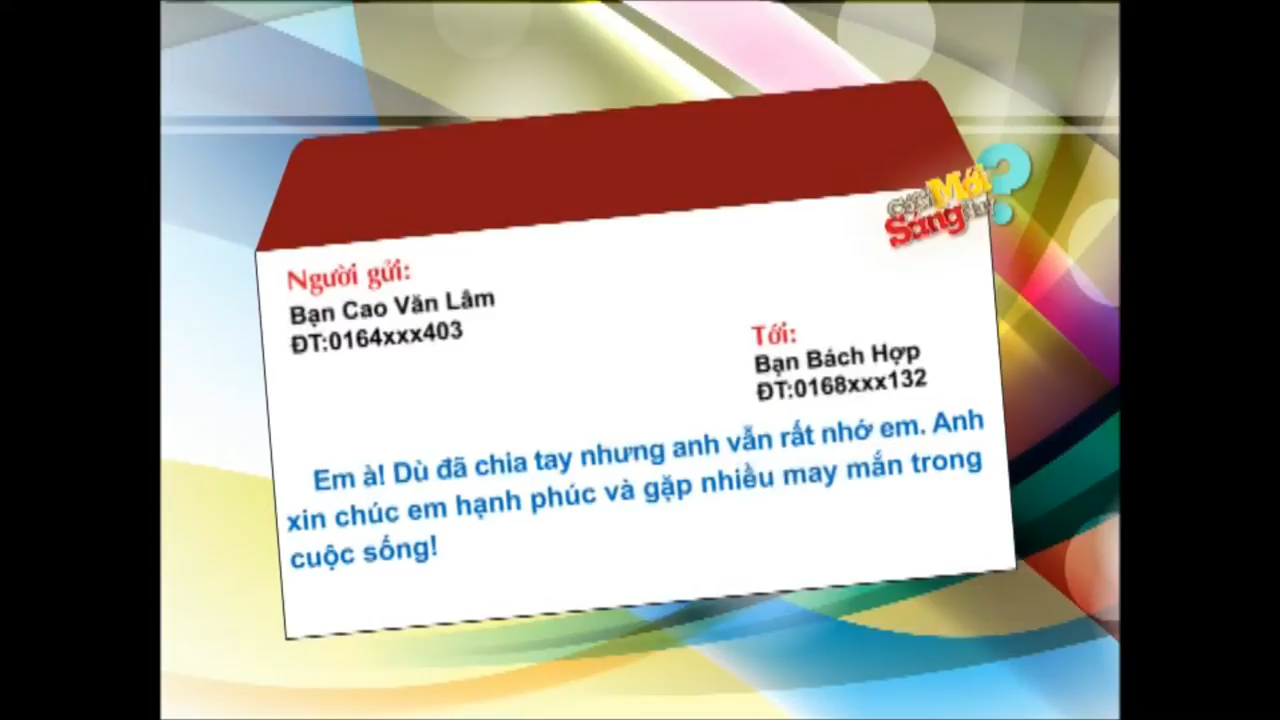 Mới ?
Sáng
Người gửi:
Bạn Cao Văn Lâm
ĐT:0164xxx403
Tới:
Bạn Bách Hợp
ĐT:0168xxx132
Em à! Dù đã chia tay nhưng anh vẫn rất nhớ em. Anh
xin chúc em hạnh phúc và gặp nhiều may mắn trong
cuộc sống!